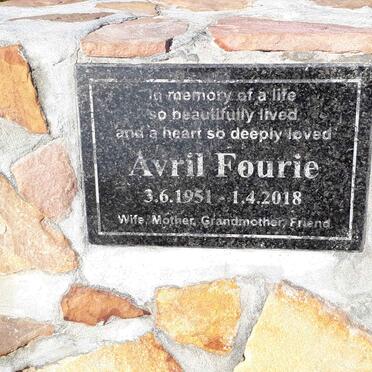 In memory of a life
so beautifully lived
and a heart so deeply loved
Avril Fourie
3.6.1951 - 1.4.2018
Wife, Mother, Grandmother, Friend